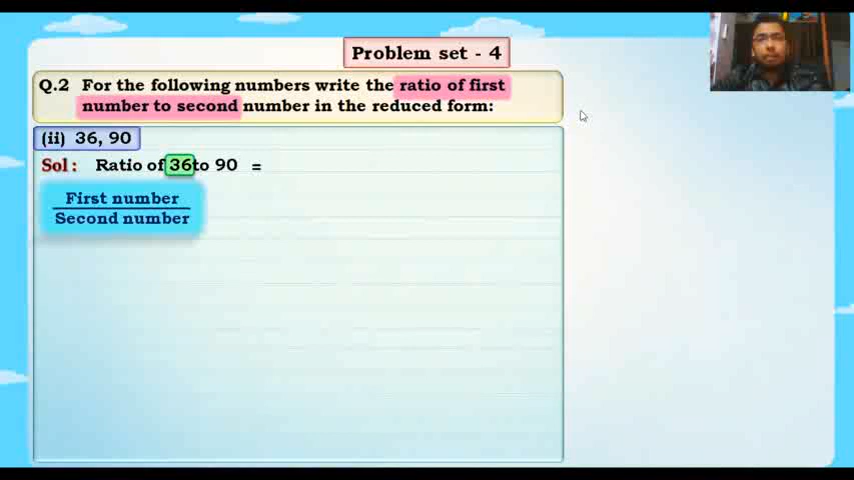 Problem set - 4
Q.2 For the following numbers write the ratio of first
number to second number in the reduced form:
(ii) 36, 90
Sol : Ratio of 36 to 90 =
First number
Second number